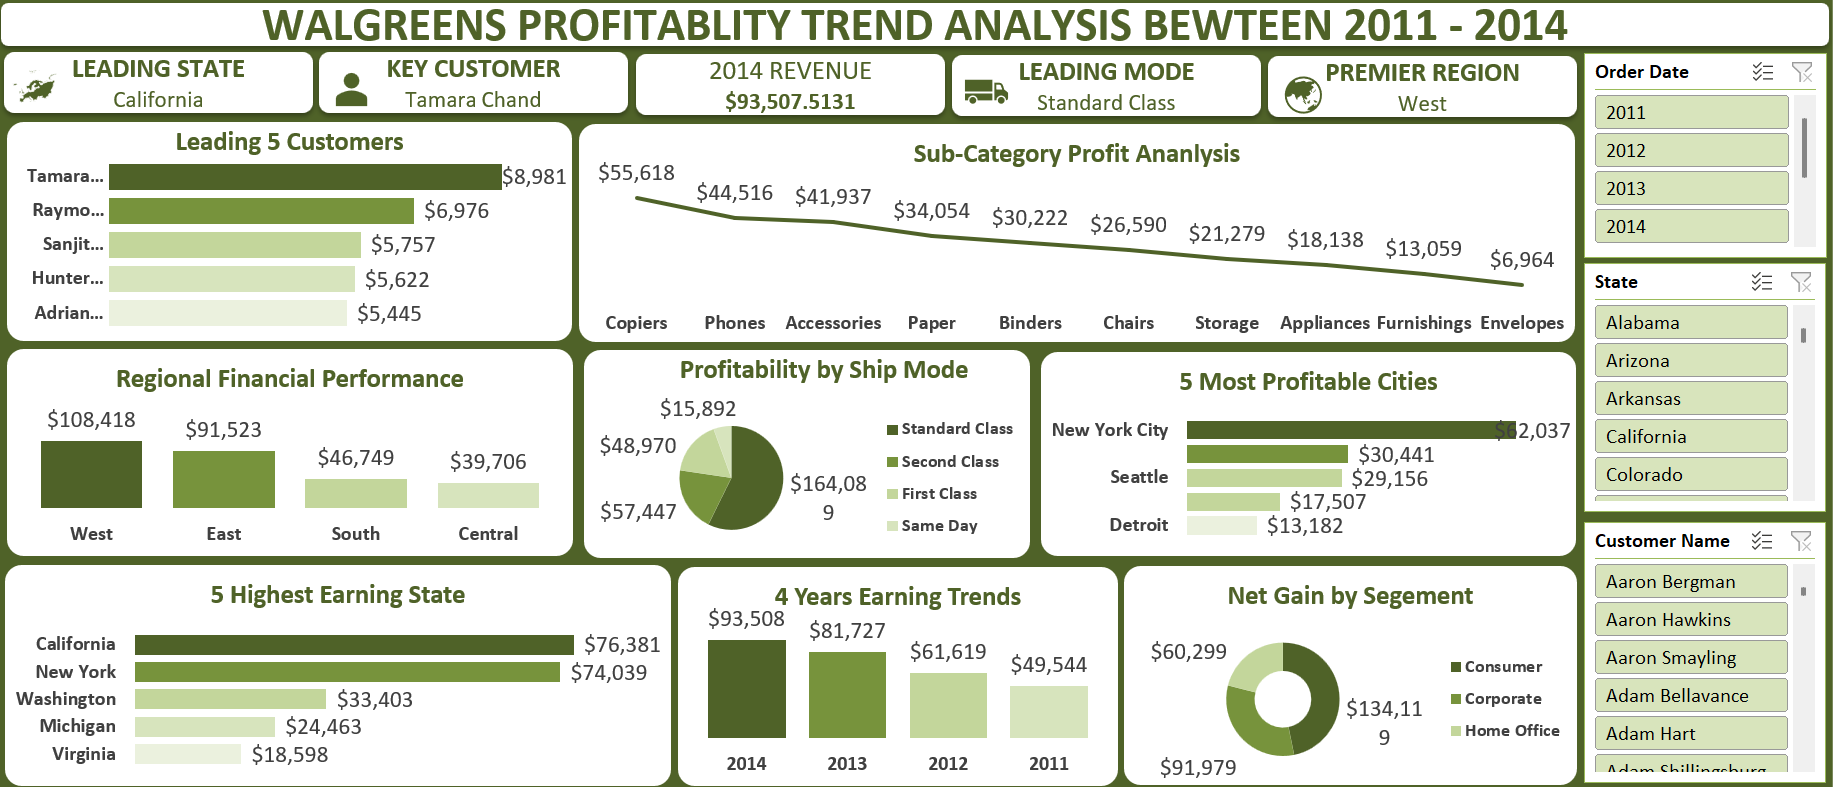 WALGREENS PROFITABLITY TREND ANALYSIS BEWTEEN 2011 - 2014
LEADING STATE
California
KEY CUSTOMER
Tamara Chand
2014 REVENUE
$93,507.5131
LEADING MODE
Standard Class
PREMIER REGION
West
Leading 5 Customers
Tamara... $8,981
Raymo... $6,976
Sanjit... $5,757
Hunter... $5,622
Adrian... $5,445
Sub-Category Profit Ananlysis
$55,618 $44,516 $41,937 $34,054 $30,222 $26,590 $21,279 $18,138 $13,059 $6,964
Copiers Phones Accessories Paper Binders Chairs Storage Appliances Furnishings Envelopes
Regional Financial Performance
$108,418 $91,523 $46,749 $39,706
West East South Central
Profitability by Ship Mode
$15,892
$48,970
$57,447
$164,08
9
Standard Class
Second Class
First Class
Same Day
5 Most Profitable Cities
New York City $62,037
$30,441
Seattle $29,156
$17,507
Detroit $13,182
5 Highest Earning State
California $76,381
New York $74,039
Washington $33,403
Michigan $24,463
Virginia $18,598
4 Years Earning Trends
$93,508 $81,727 $61,619 $49,544
2014 2013 2012 2011
Net Gain by Segement
$60,299
$134,11
9
$91,979
Consumer
Corporate
Home Office
Order Date
2011
2012
2013
2014
State
Alabama
Arizona
Arkansas
California
Colorado
Customer Name
Aaron Bergman
Aaron Hawkins
Aaron Smayling
Adam Bellavance
Adam Hart
Adam Shillingsburg